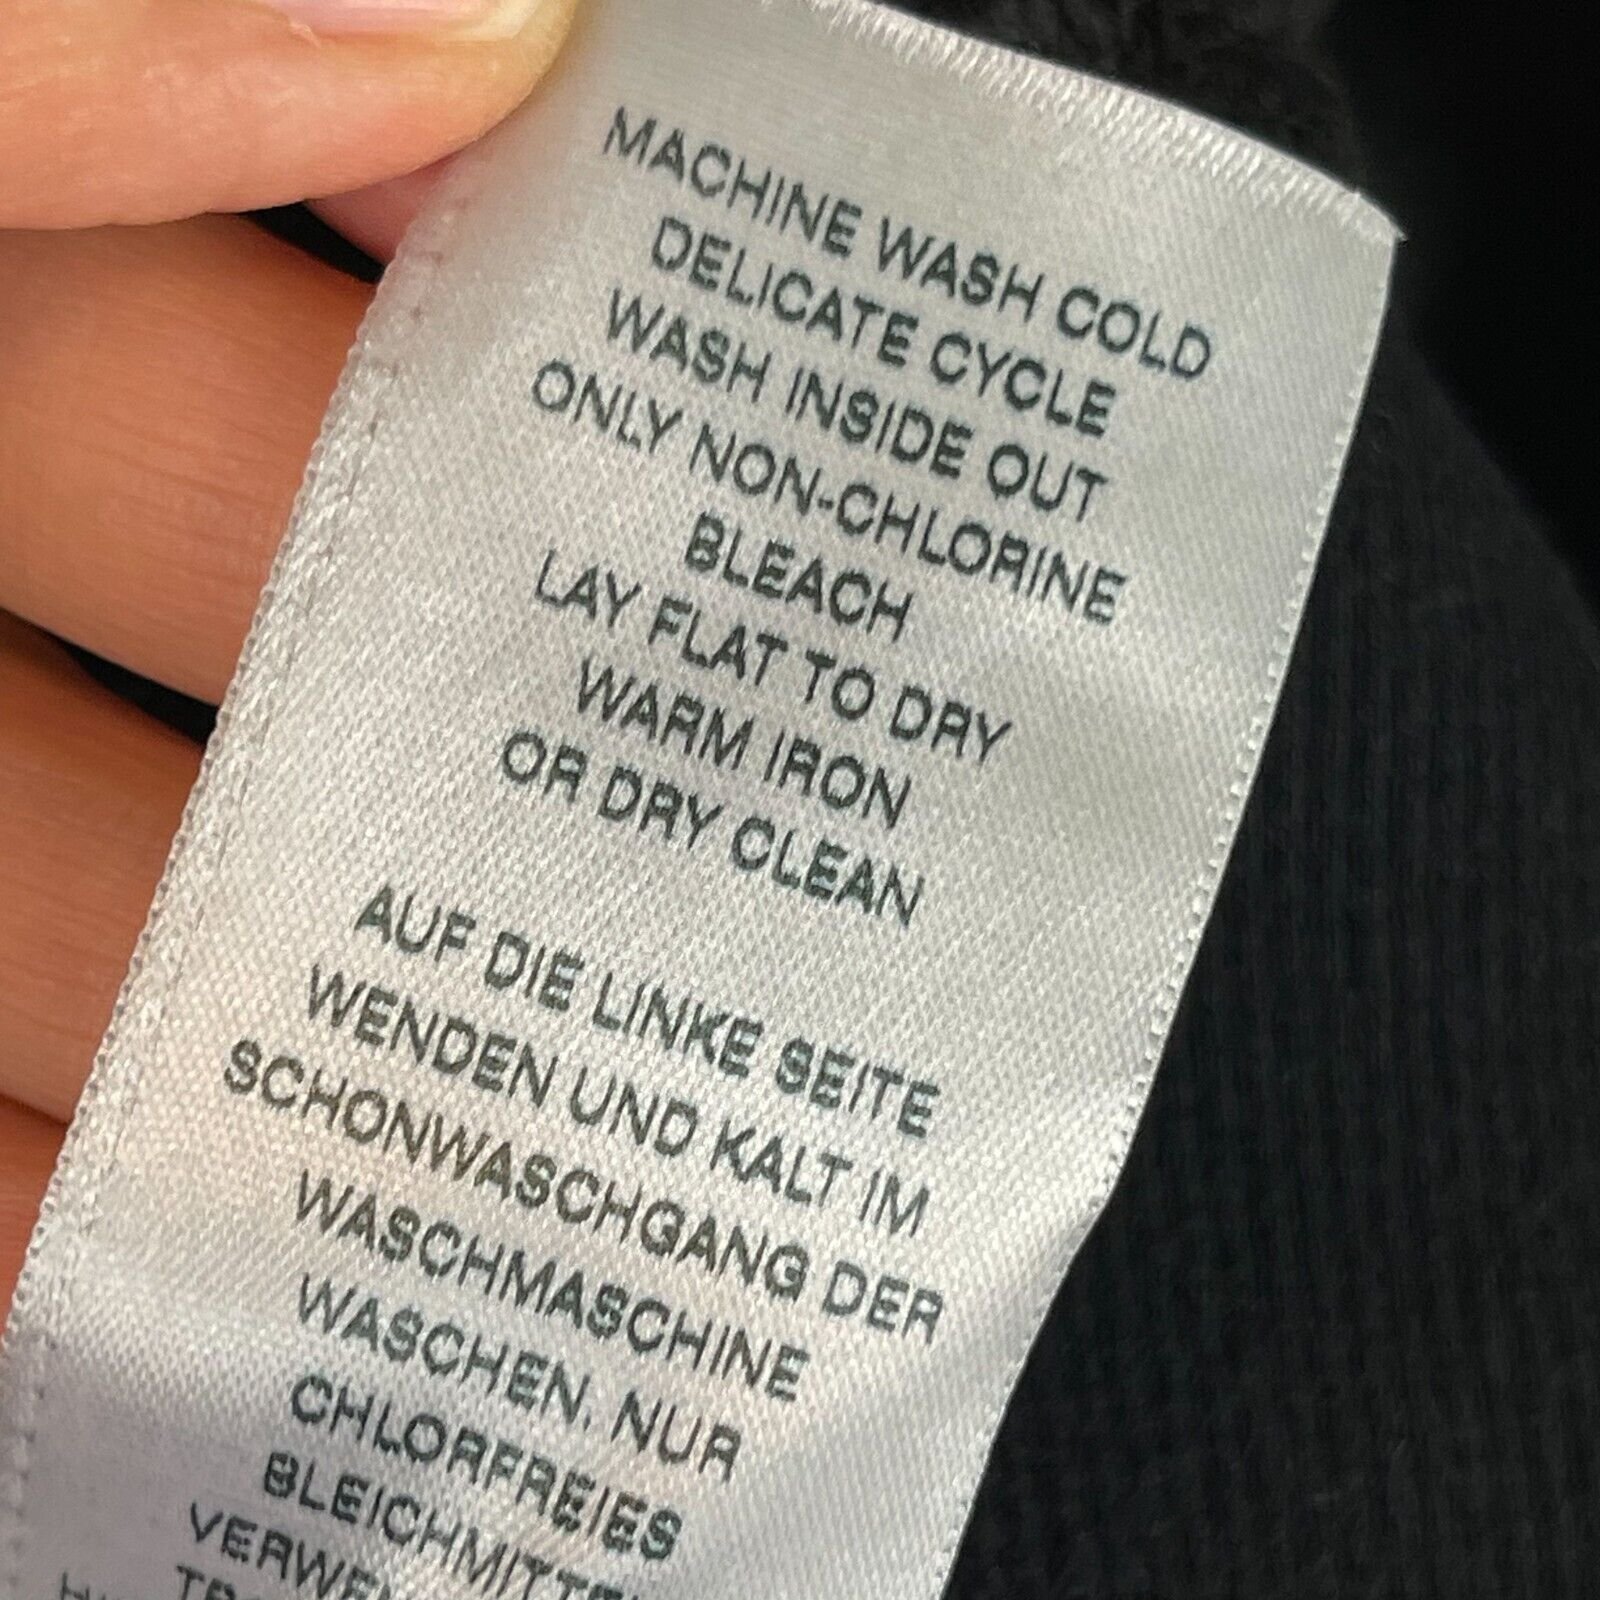 MACHINE WASH COLD
DELICATE CYCLE
WASH INSIDE OUT
ONLY NON-CHLORINE
BLEACH
LAY FLAT TO DRY
WARM IRON
OR DRY CLEAN
AUF DIE LINKE SEITE
WENDEN UND KALT IM
SCHONWASCHGANG DER
WASCHMASCHINE
WASCHEN. NUR
CHLORFREIES